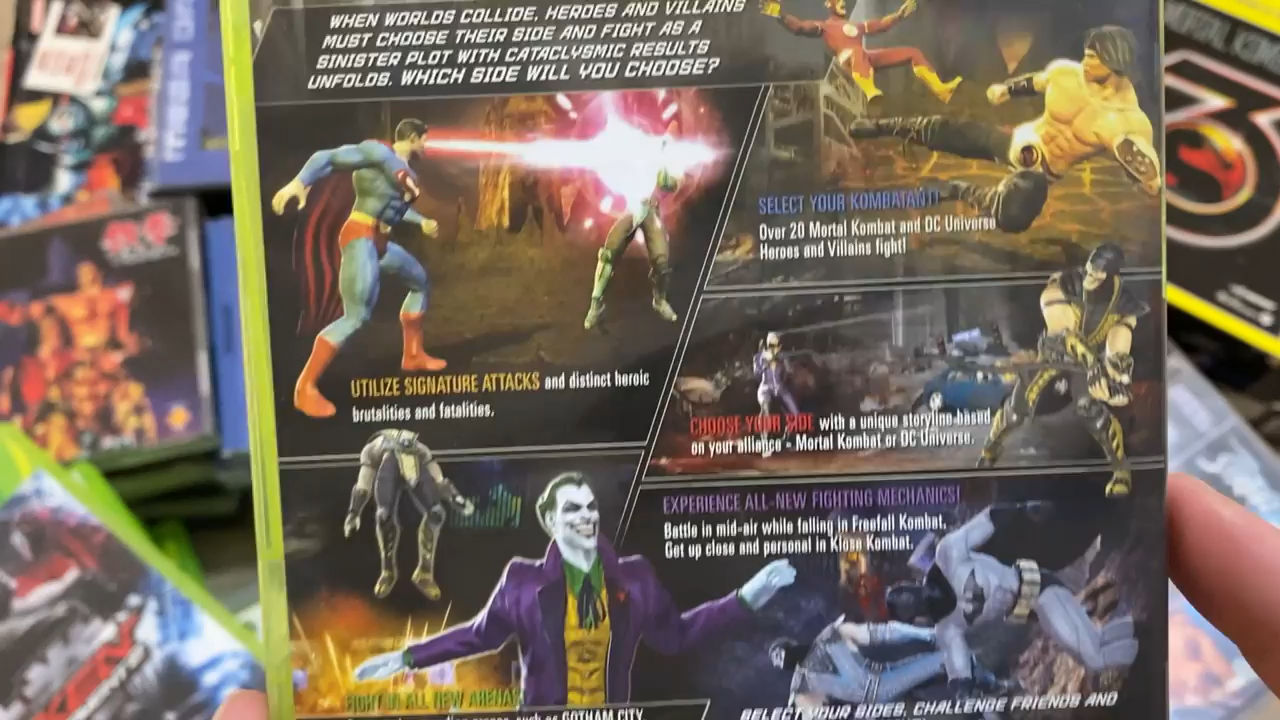 WHEN WORLDS COLLIDE, HEROES AND VILLAINS
MUST CHOOSE THEIR SIDE AND FIGHT AS A
SINISTER PLOT WITH CATACLYSMIC RESULTS
UNFOLDS. WHICH SIDE WILL YOU CHOOSE?
SELECT YOUR KOMBATANT!
Over 20 Mortal Kombat and DC Universe
Heroes and Villains fight!
UTILIZE SIGNATURE ATTACKS and distinct heroic
brutalities and fatalities.
CHOOSE YOUR SIDE with a unique storyline based
on your alliance - Mortal Kombat or DC Universe.
EXPERIENCE ALL-NEW FIGHTING MECHANICS!
Battle in mid-air while falling in Freefall Kombat.
Get up close and personal in Klose Kombat.
FIGHT IN ALL NEW ARENAS
such as GOTHAM CITY,
SELECT YOUR SIDES, CHALLENGE FRIENDS AND
MORTAL KOMBAT
3